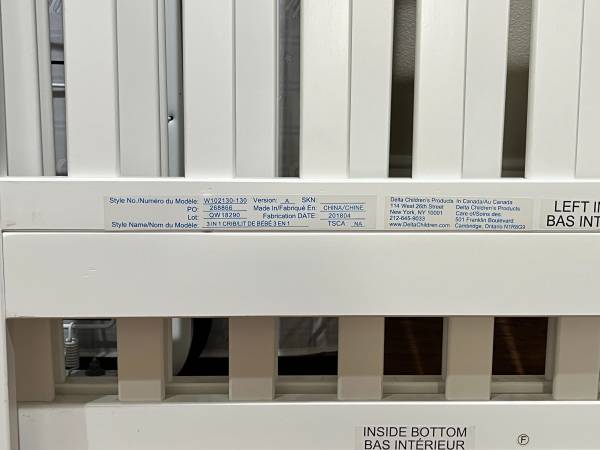 Style No./Numéro du Modèle: W102130-130 Version: A SKN:
PO: 268866 Made In/Fabriqué En: CHINA/CHINE
Lot: QW18290 Fabrication DATE: 201804
Style Name/Nom du Modèle: 3 IN 1 CRIB/LIT DE BÉBÉ 3 EN 1 TSCA: NA
Delta Children's Products
114 West 26th Street
New York, NY 10001
212-645-9033
www.DeltaChildren.com
In Canada/Au Canada
Delta Children's Products
Care of/Soins des
501 Franklin Boulevard
Cambridge, Ontario N1R8G9
LEFT IN
BAS INT
INSIDE BOTTOM
BAS INTÉRIEUR
F